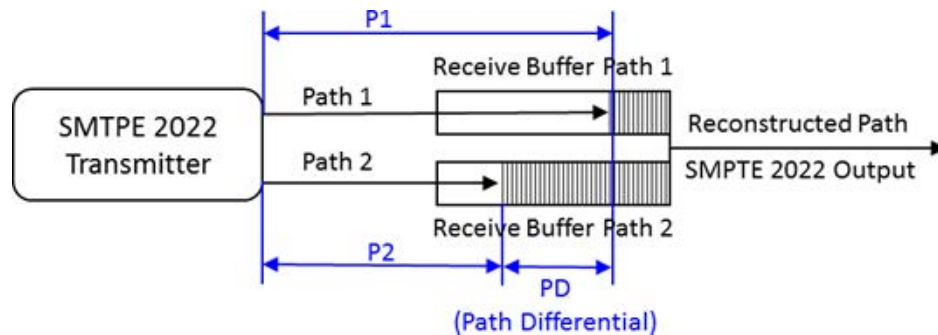 P1
Receive Buffer Path 1
Path 1
SMTPE 2022
Transmitter
Reconstructed Path
Path 2
SMPTE 2022 Output
Receive Buffer Path 2
P2
PD
(Path Differential)